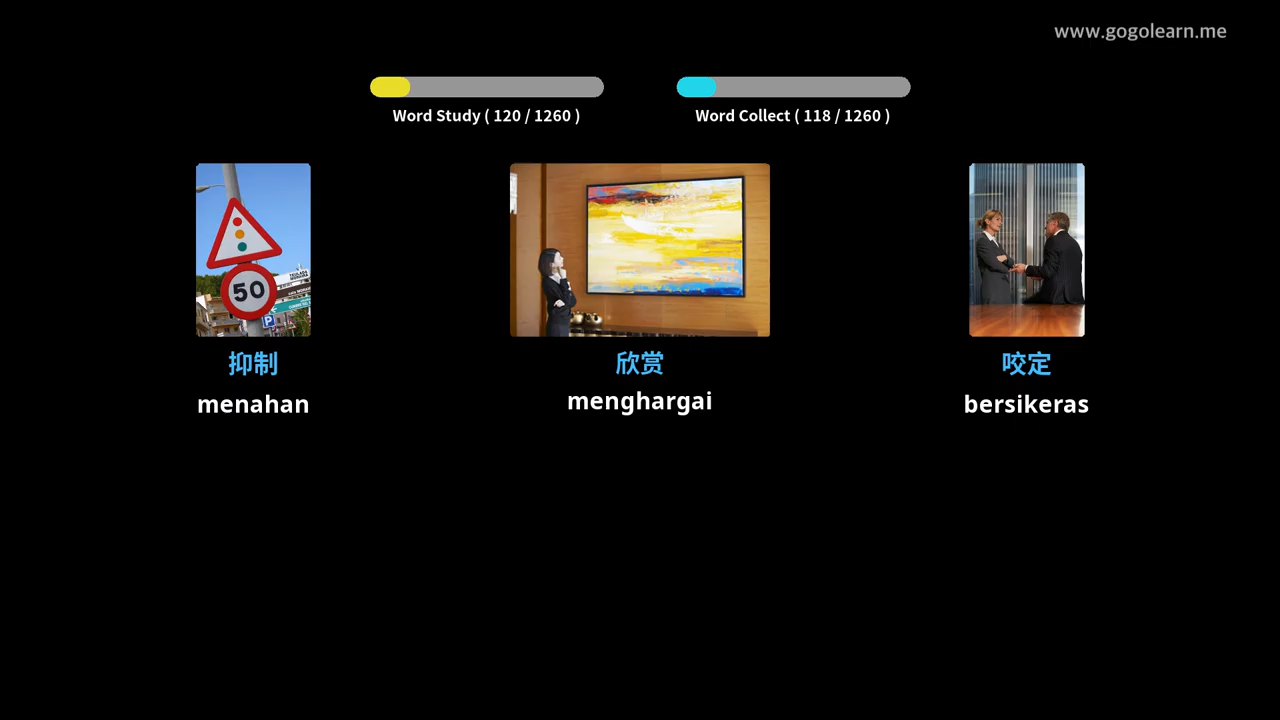 www.gogolearn.me
Word Study ( 120 / 1260 )
Word Collect ( 118 / 1260 )
50
P
抑制
欣赏
咬定
menahan
menghargai
bersikeras